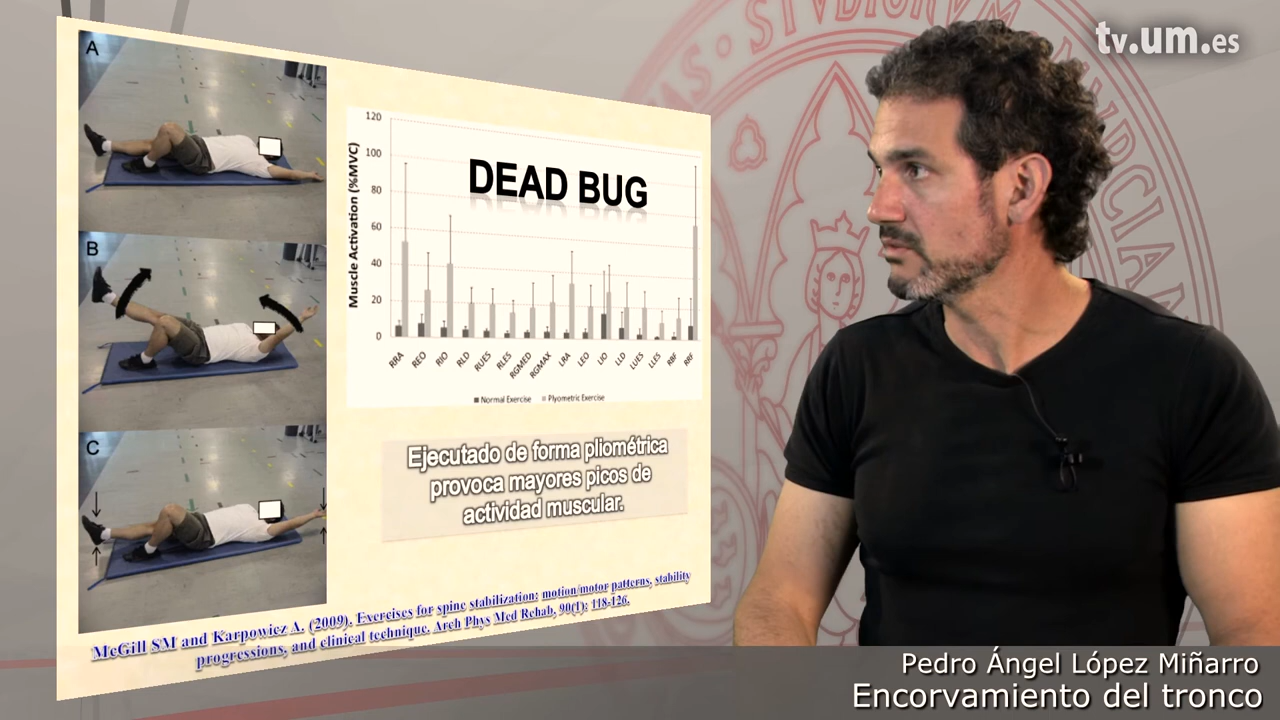 A
B
C
Muscle Activation (%MVC)
120
100
80
60
40
20
0
DEAD BUG
RRA
REO
RIO
RLD
RUES
RLES
RGMED
RGMAX
LRA
LEO
LIO
LLD
LUES
LLES
RBF
RRF
Normal Exercise
Plyometric Exercise
Ejecutado de forma pliométrica
provoca mayores picos de
actividad muscular.
McGill SM and Karpowicz A. (2009). Exercises for spine stabilization: motion/motor patterns, stability
progressions, and clinical technique. Arch Phys Med Rehab, 90(1): 118-126.
STVDIORVM
tv.um.es
Pedro Ángel López Miñarro
Encorvamiento del tronco